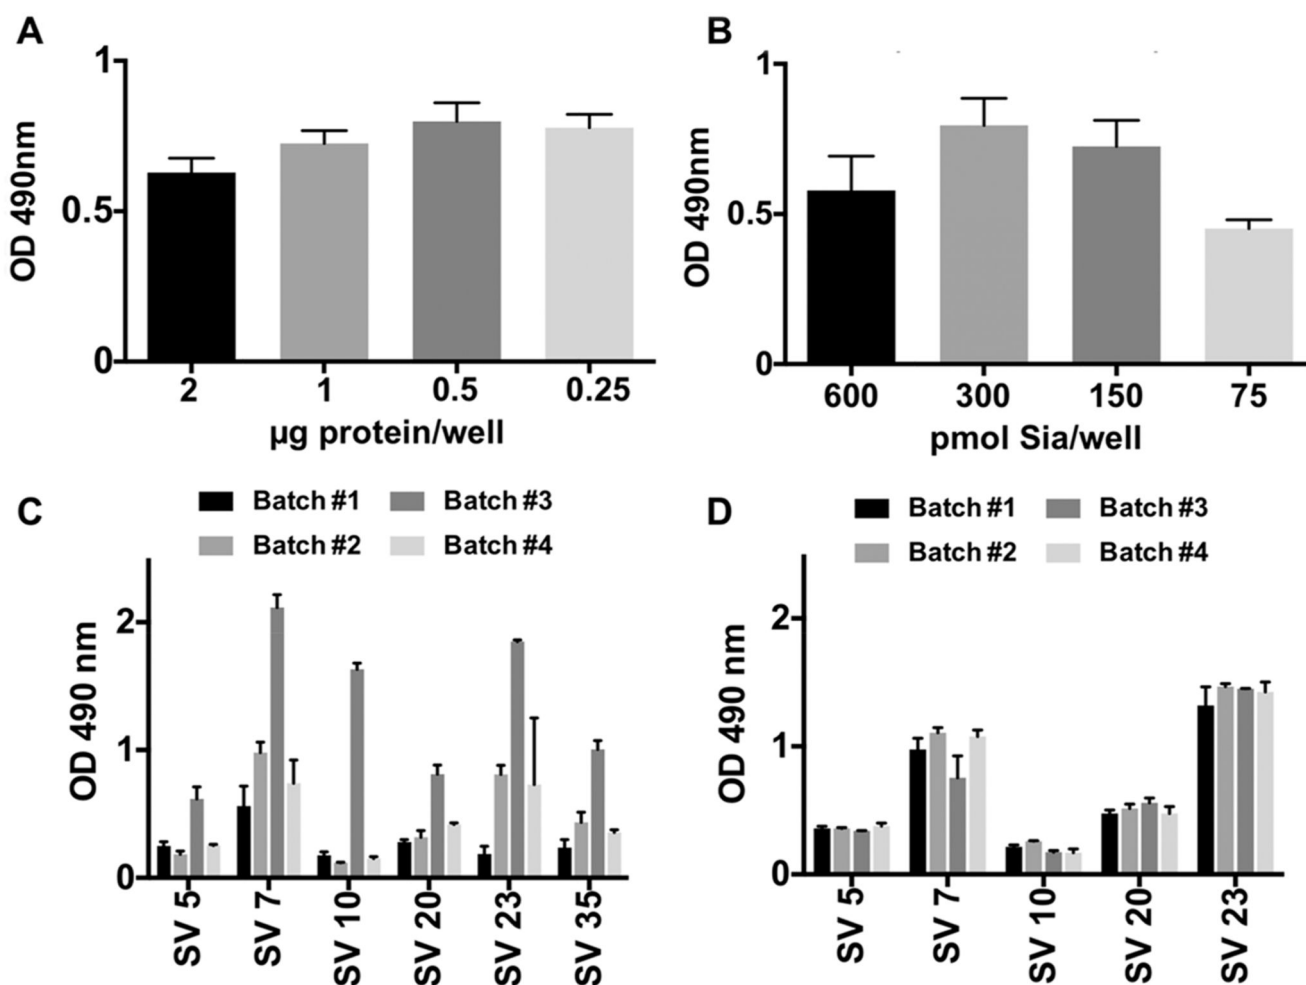 A
OD 490nm
1
0.5
0
2 1 0.5 0.25
µg protein/well
B
OD 490nm
1
0.5
0
600 300 150 75
pmol Sia/well
C
Batch #1 Batch #3
Batch #2 Batch #4
OD 490 nm
2
1
0
SV 5 SV 7 SV 10 SV 20 SV 23 SV 35
D
Batch #1 Batch #3
Batch #2 Batch #4
OD 490 nm
2
1
0
SV 5 SV 7 SV 10 SV 20 SV 23